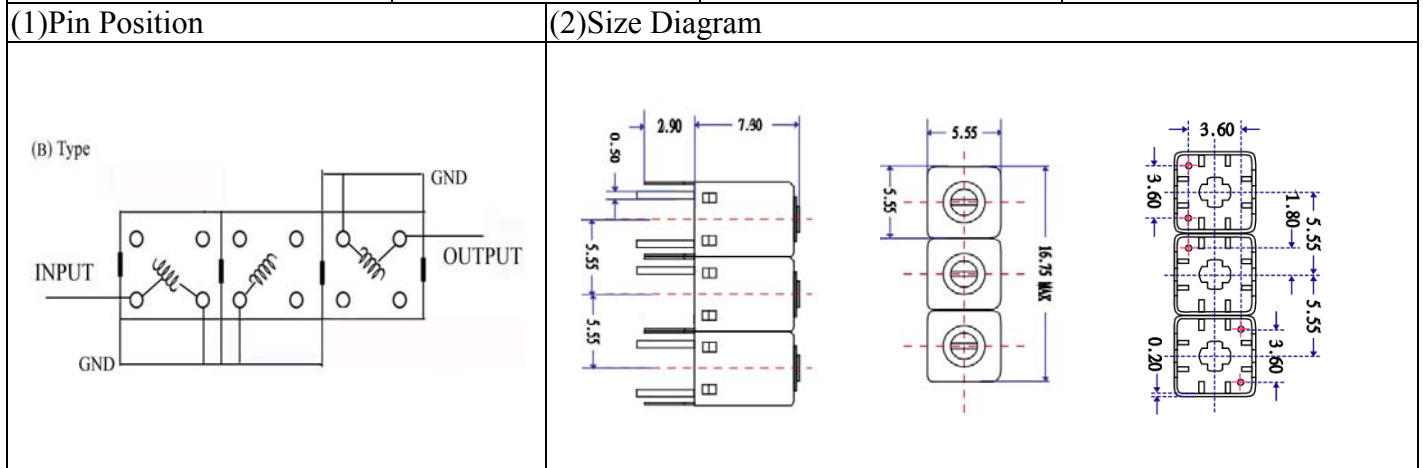 (1)Pin Position
(2)Size Diagram
(B) Type
GND
INPUT
OUTPUT
GND
2.90
7.30
0.50
5.55
5.55
5.55
5.55
16.75 MAX
3.60
3.60
1.80
5.55
5.55
0.20
3.60